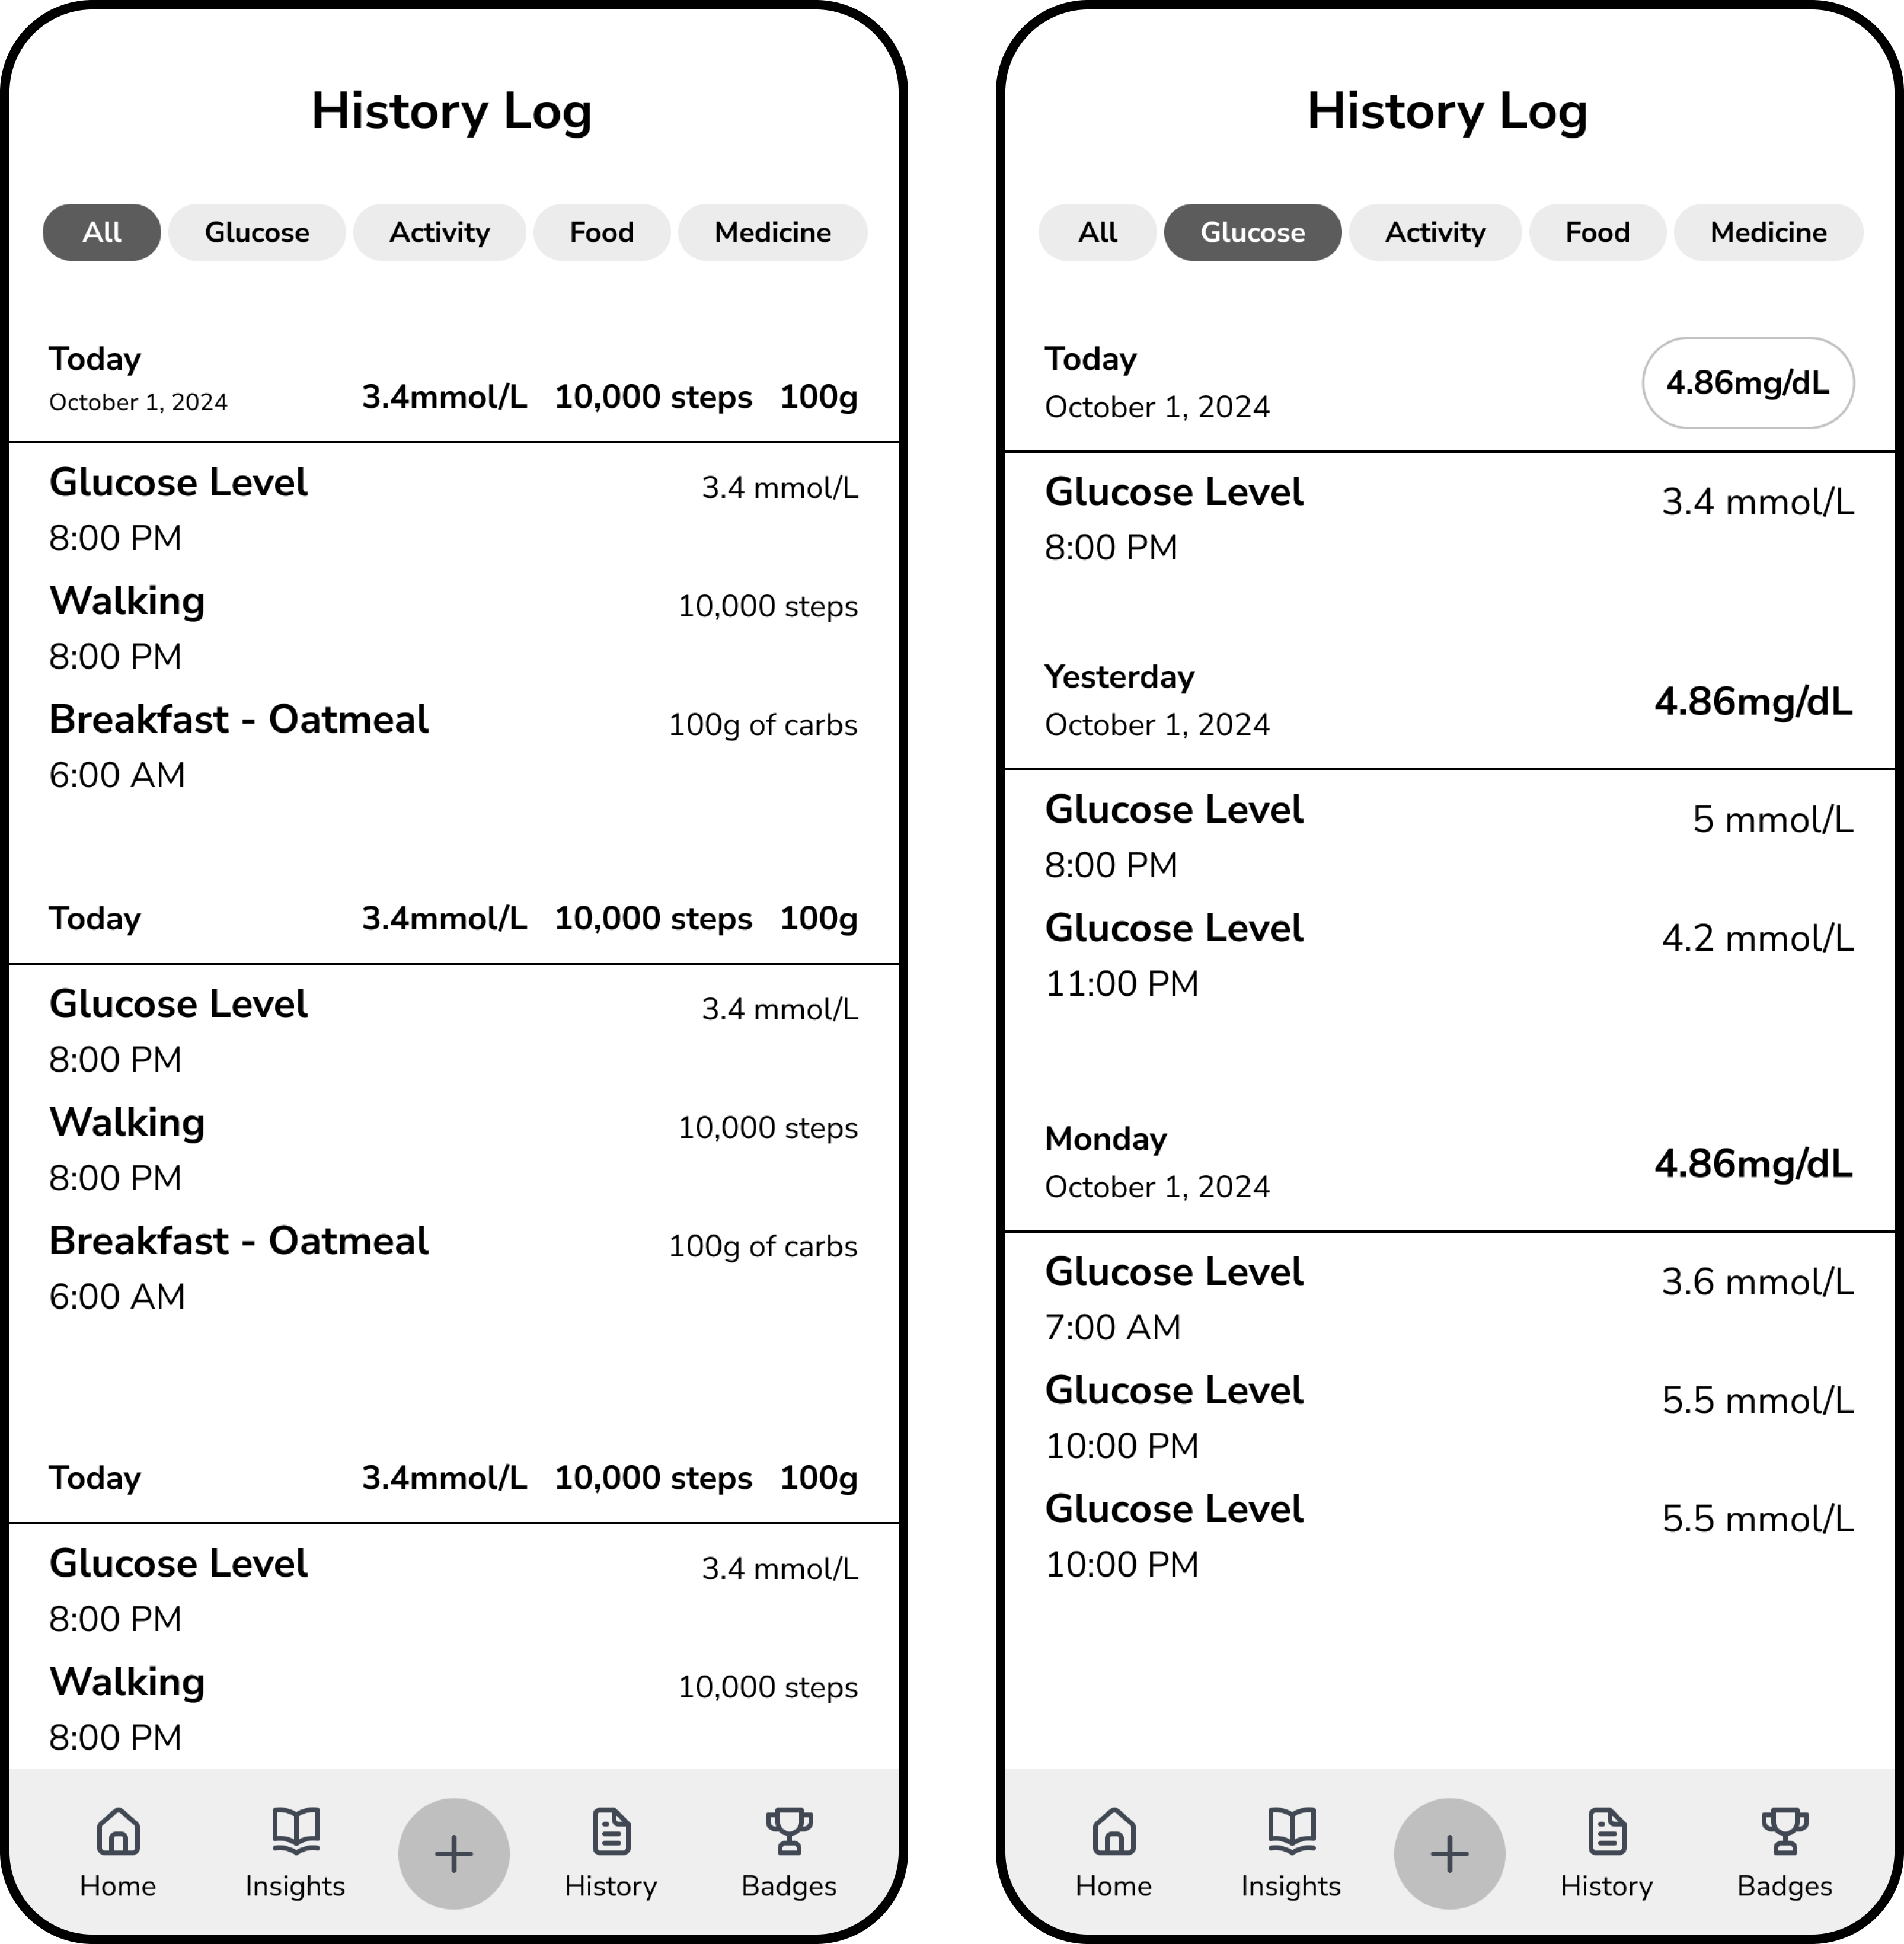 History Log
All Glucose Activity Food Medicine
Today
October 1, 2024 3.4mmol/L 10,000 steps 100g
Glucose Level 3.4 mmol/L
8:00 PM
Walking 10,000 steps
8:00 PM
Breakfast - Oatmeal 100g of carbs
6:00 AM
Today 3.4mmol/L 10,000 steps 100g
Glucose Level 3.4 mmol/L
8:00 PM
Walking 10,000 steps
8:00 PM
Breakfast - Oatmeal 100g of carbs
6:00 AM
Today 3.4mmol/L 10,000 steps 100g
Glucose Level 3.4 mmol/L
8:00 PM
Walking 10,000 steps
8:00 PM
Home Insights History Badges
History Log
All Glucose Activity Food Medicine
Today
4.86mg/dL
October 1, 2024
Glucose Level 3.4 mmol/L
8:00 PM
Yesterday
4.86mg/dL
October 1, 2024
Glucose Level 5 mmol/L
8:00 PM
Glucose Level 4.2 mmol/L
11:00 PM
Monday
4.86mg/dL
October 1, 2024
Glucose Level 3.6 mmol/L
7:00 AM
Glucose Level 5.5 mmol/L
10:00 PM
Glucose Level 5.5 mmol/L
10:00 PM
Home Insights History Badges